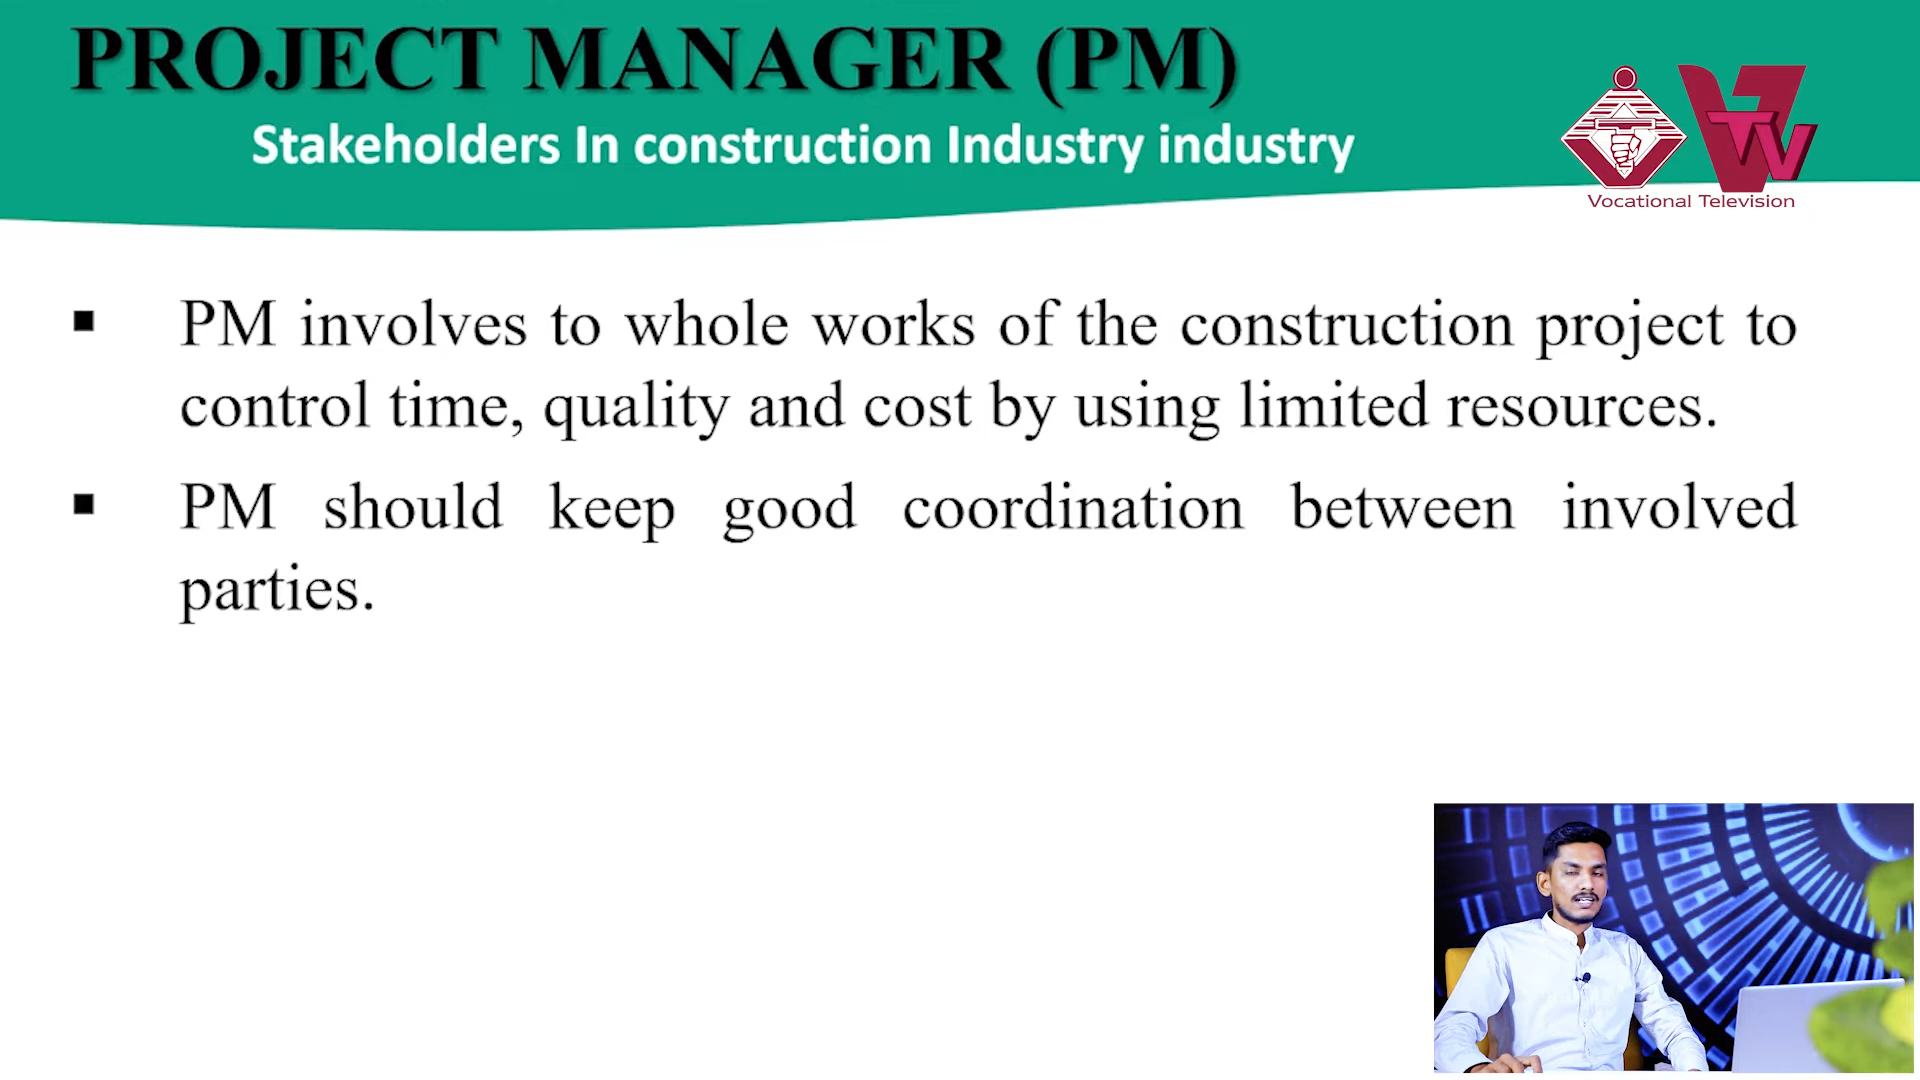 PROJECT MANAGER (PM)
Stakeholders In construction Industry industry
VTV
Vocational Television
PM involves to whole works of the construction project to
control time, quality and cost by using limited resources.
PM should keep good coordination between involved
parties.